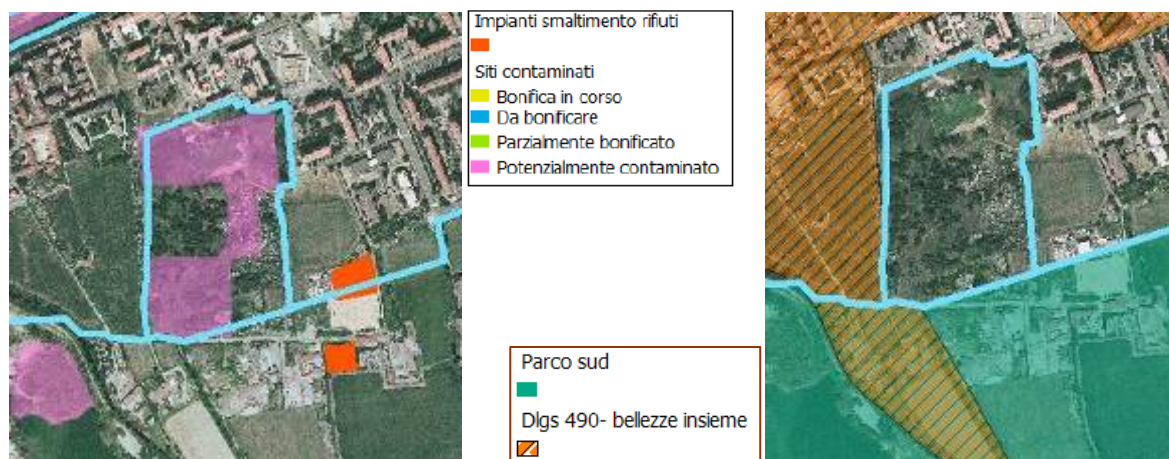 Impianti smaltimento rifiuti
Siti contaminati
Bonifica in corso
Da bonificare
Parzialmente bonificato
Potenzialmente contaminato
Parco sud
Dlgs 490- bellezze insieme